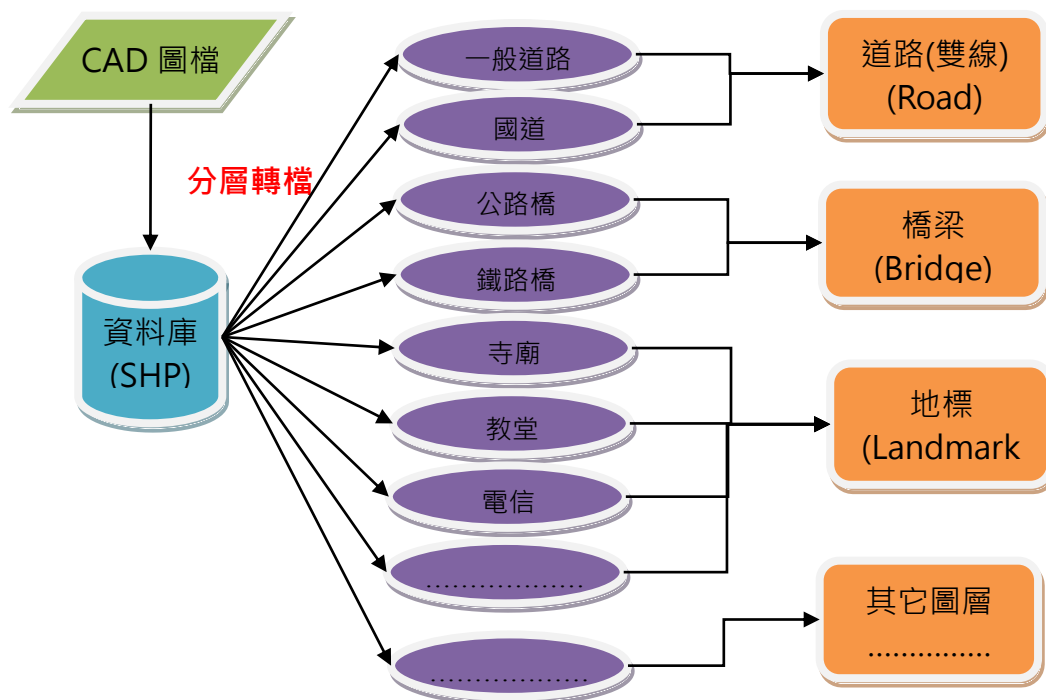 CAD 圖檔
分層轉檔
資料庫
(SHP)
一般道路
國道
公路橋
鐵路橋
寺廟
教堂
電信
..................
..................
道路(雙線)
(Road)
橋梁
(Bridge)
地標
(Landmark
其它圖層
...............